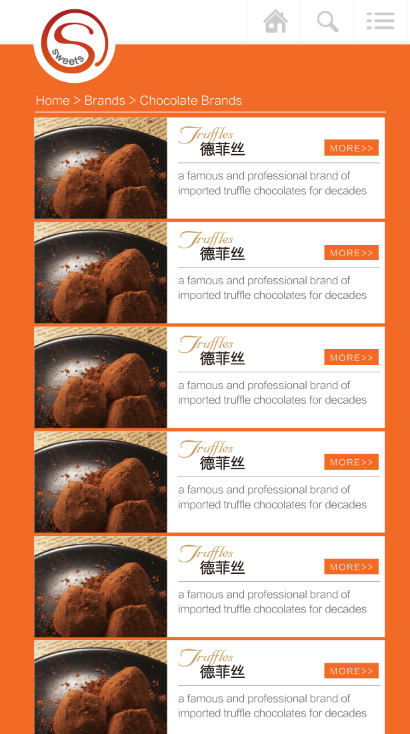 S
sweets
Home > Brands > Chocolate Brands
Truffles
德菲丝
MORE>>
a famous and professional brand of
imported truffle chocolates for decades
Truffles
德菲丝
MORE>>
a famous and professional brand of
imported truffle chocolates for decades
Truffles
德菲丝
MORE>>
a famous and professional brand of
imported truffle chocolates for decades
Truffles
德菲丝
MORE>>
a famous and professional brand of
imported truffle chocolates for decades
Truffles
德菲丝
MORE>>
a famous and professional brand of
imported truffle chocolates for decades
Truffles
德菲丝
MORE>>
a famous and professional brand of
imported truffle chocolates for decades